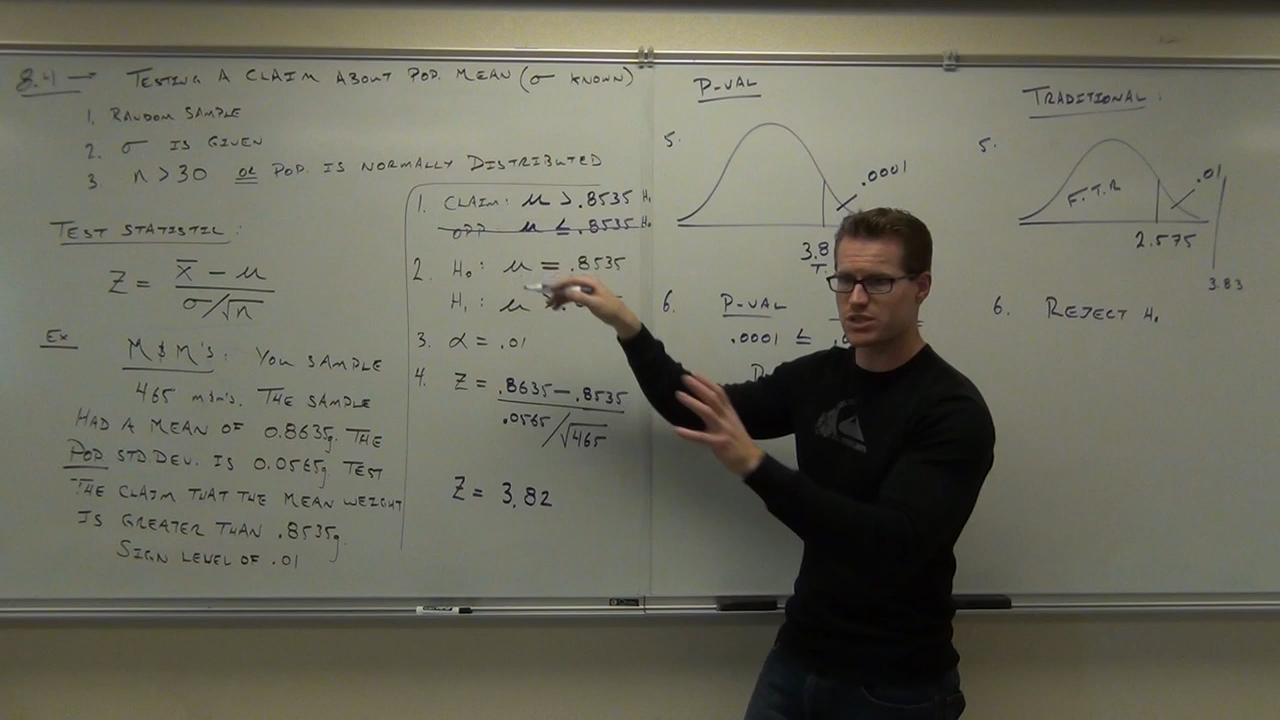 8.4 → TESTING A CLAIM ABOUT POP. MEAN (σ KNOWN)
1. RANDOM SAMPLE
2. σ IS GIVEN
3. n > 30 OR POP. IS NORMALLY DISTRIBUTED
TEST STATISTIC:
Z = x̄ − μ / σ/√n
Ex
M&M'S: YOU SAMPLE
465 M&M'S. THE SAMPLE
HAD A MEAN OF 0.8635g. THE
POP STD. DEV. IS 0.0565g. TEST
THE CLAIM THAT THE MEAN WEIGHT
IS GREATER THAN .8535g.
SIGN LEVEL OF .01
1. CLAIM: μ > .8535 H₁
OPP μ ≤ .8535 H₀
2. H₀: μ = .8535
H₁: μ
3. α = .01
4. Z = .8635 − .8535 / .0565/√465
Z = 3.82
P-VAL
5.
.0001
3.8
T.
6. P-VAL
.0001 ≤
TRADITIONAL:
5.
F.T.R
.01
2.575
3.83
6. REJECT H₀